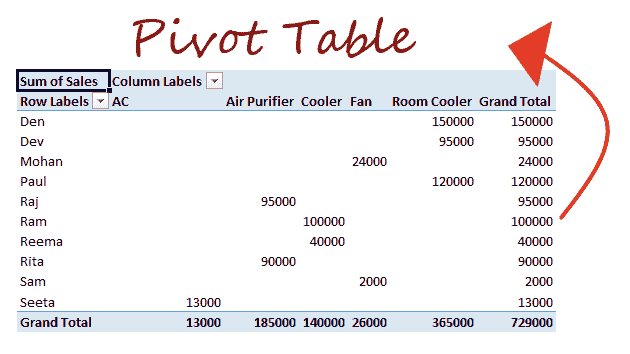 Pivot Table
Sum of Sales Column Labels
Row Labels AC Air Purifier Cooler Fan Room Cooler Grand Total
Den 150000 150000
Dev 95000 95000
Mohan 24000 24000
Paul 120000 120000
Raj 95000 95000
Ram 100000 100000
Reema 40000 40000
Rita 90000 90000
Sam 2000 2000
Seeta 13000 13000
Grand Total 13000 185000 140000 26000 365000 729000